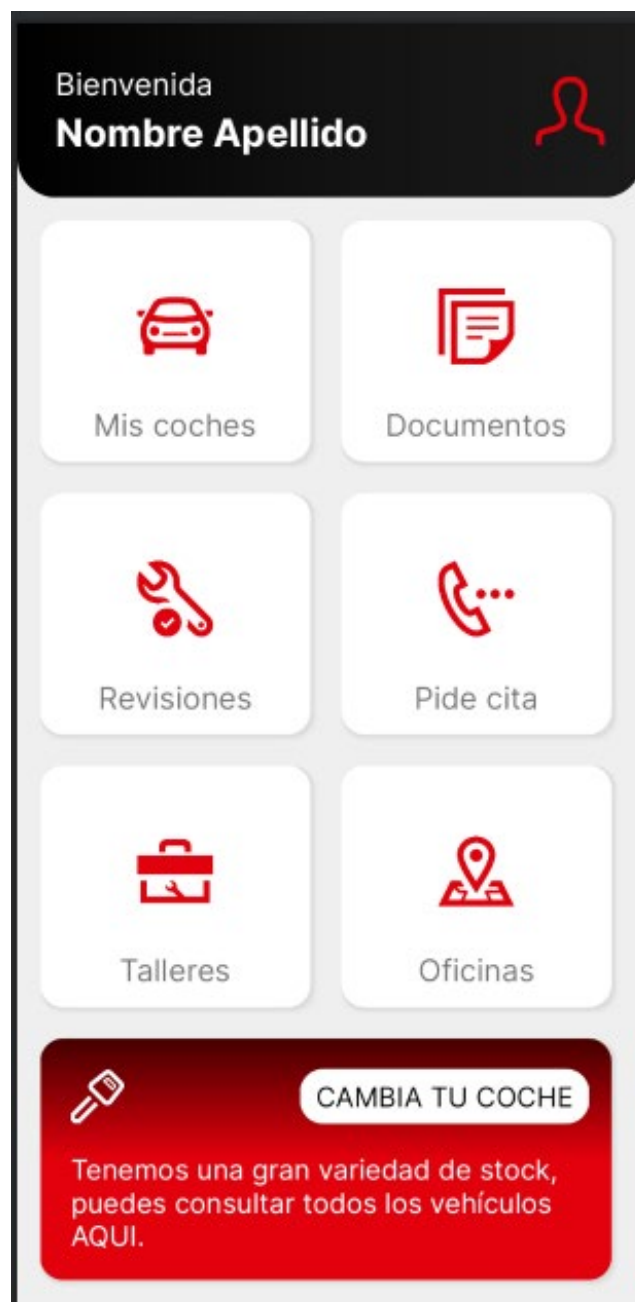 Bienvenida
Nombre Apellido
Mis coches
Documentos
Revisiones
Pide cita
Talleres
Oficinas
CAMBIA TU COCHE
Tenemos una gran variedad de stock,
puedes consultar todos los vehículos
AQUI.